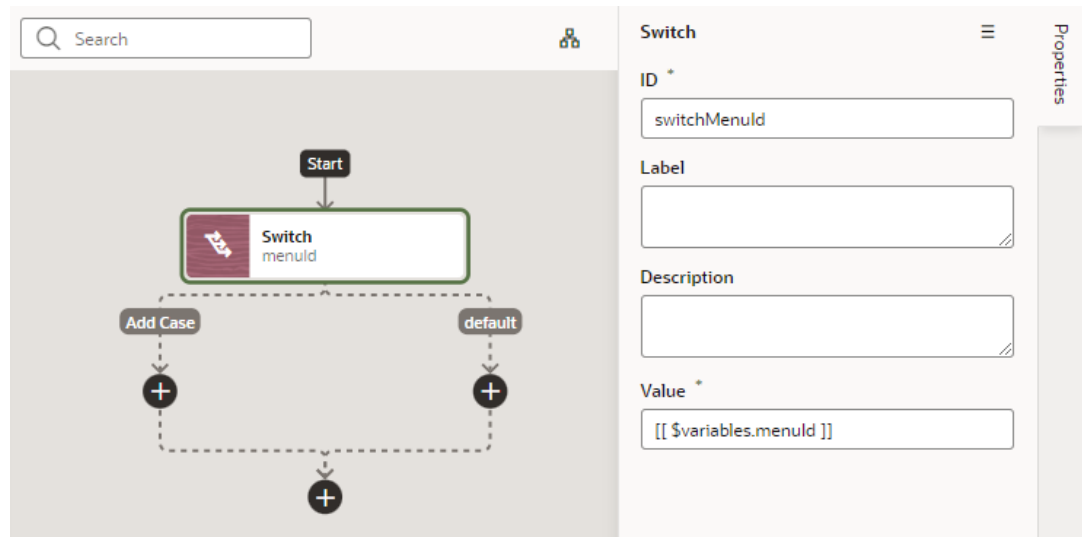 Search
Start
Switch
menuId
Add Case
default
Switch
ID *
switchMenuId
Label
Description
Value *
[[ $variables.menuId ]]
Properties